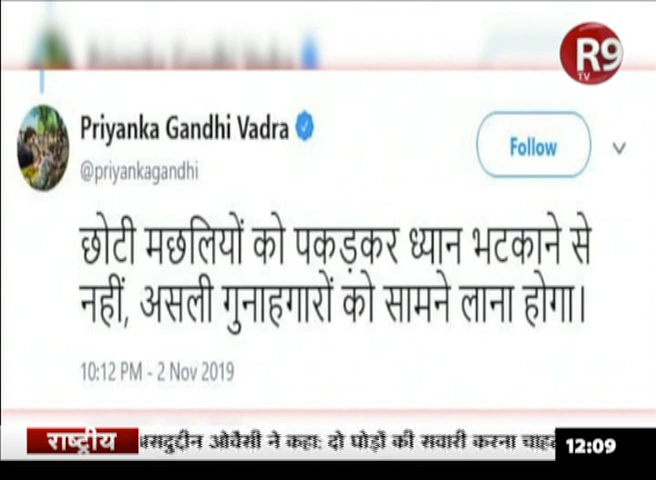 R9
TV
Priyanka Gandhi Vadra
@priyankagandhi
Follow
छोटी मछलियों को पकड़कर ध्यान भटकाने से
नहीं, असली गुनाहगारों को सामने लाना होगा।
10:12 PM - 2 Nov 2019
राष्ट्रीय
ओवैसी ने कहा: दो घोड़ों की सवारी करना
12:09